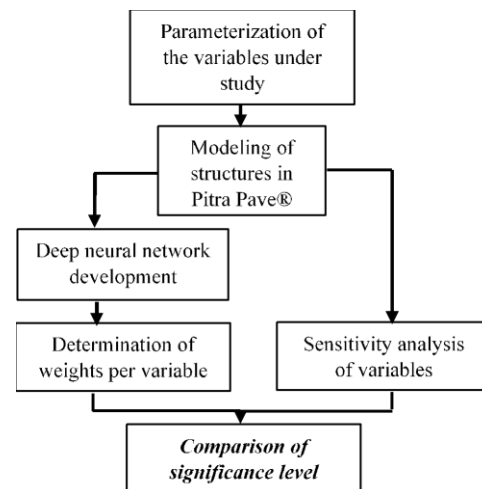 Parameterization of
the variables under
study
Modeling of
structures in
Pitra Pave®
Deep neural network
development
Determination of
weights per variable
Sensitivity analysis
of variables
Comparison of
significance level